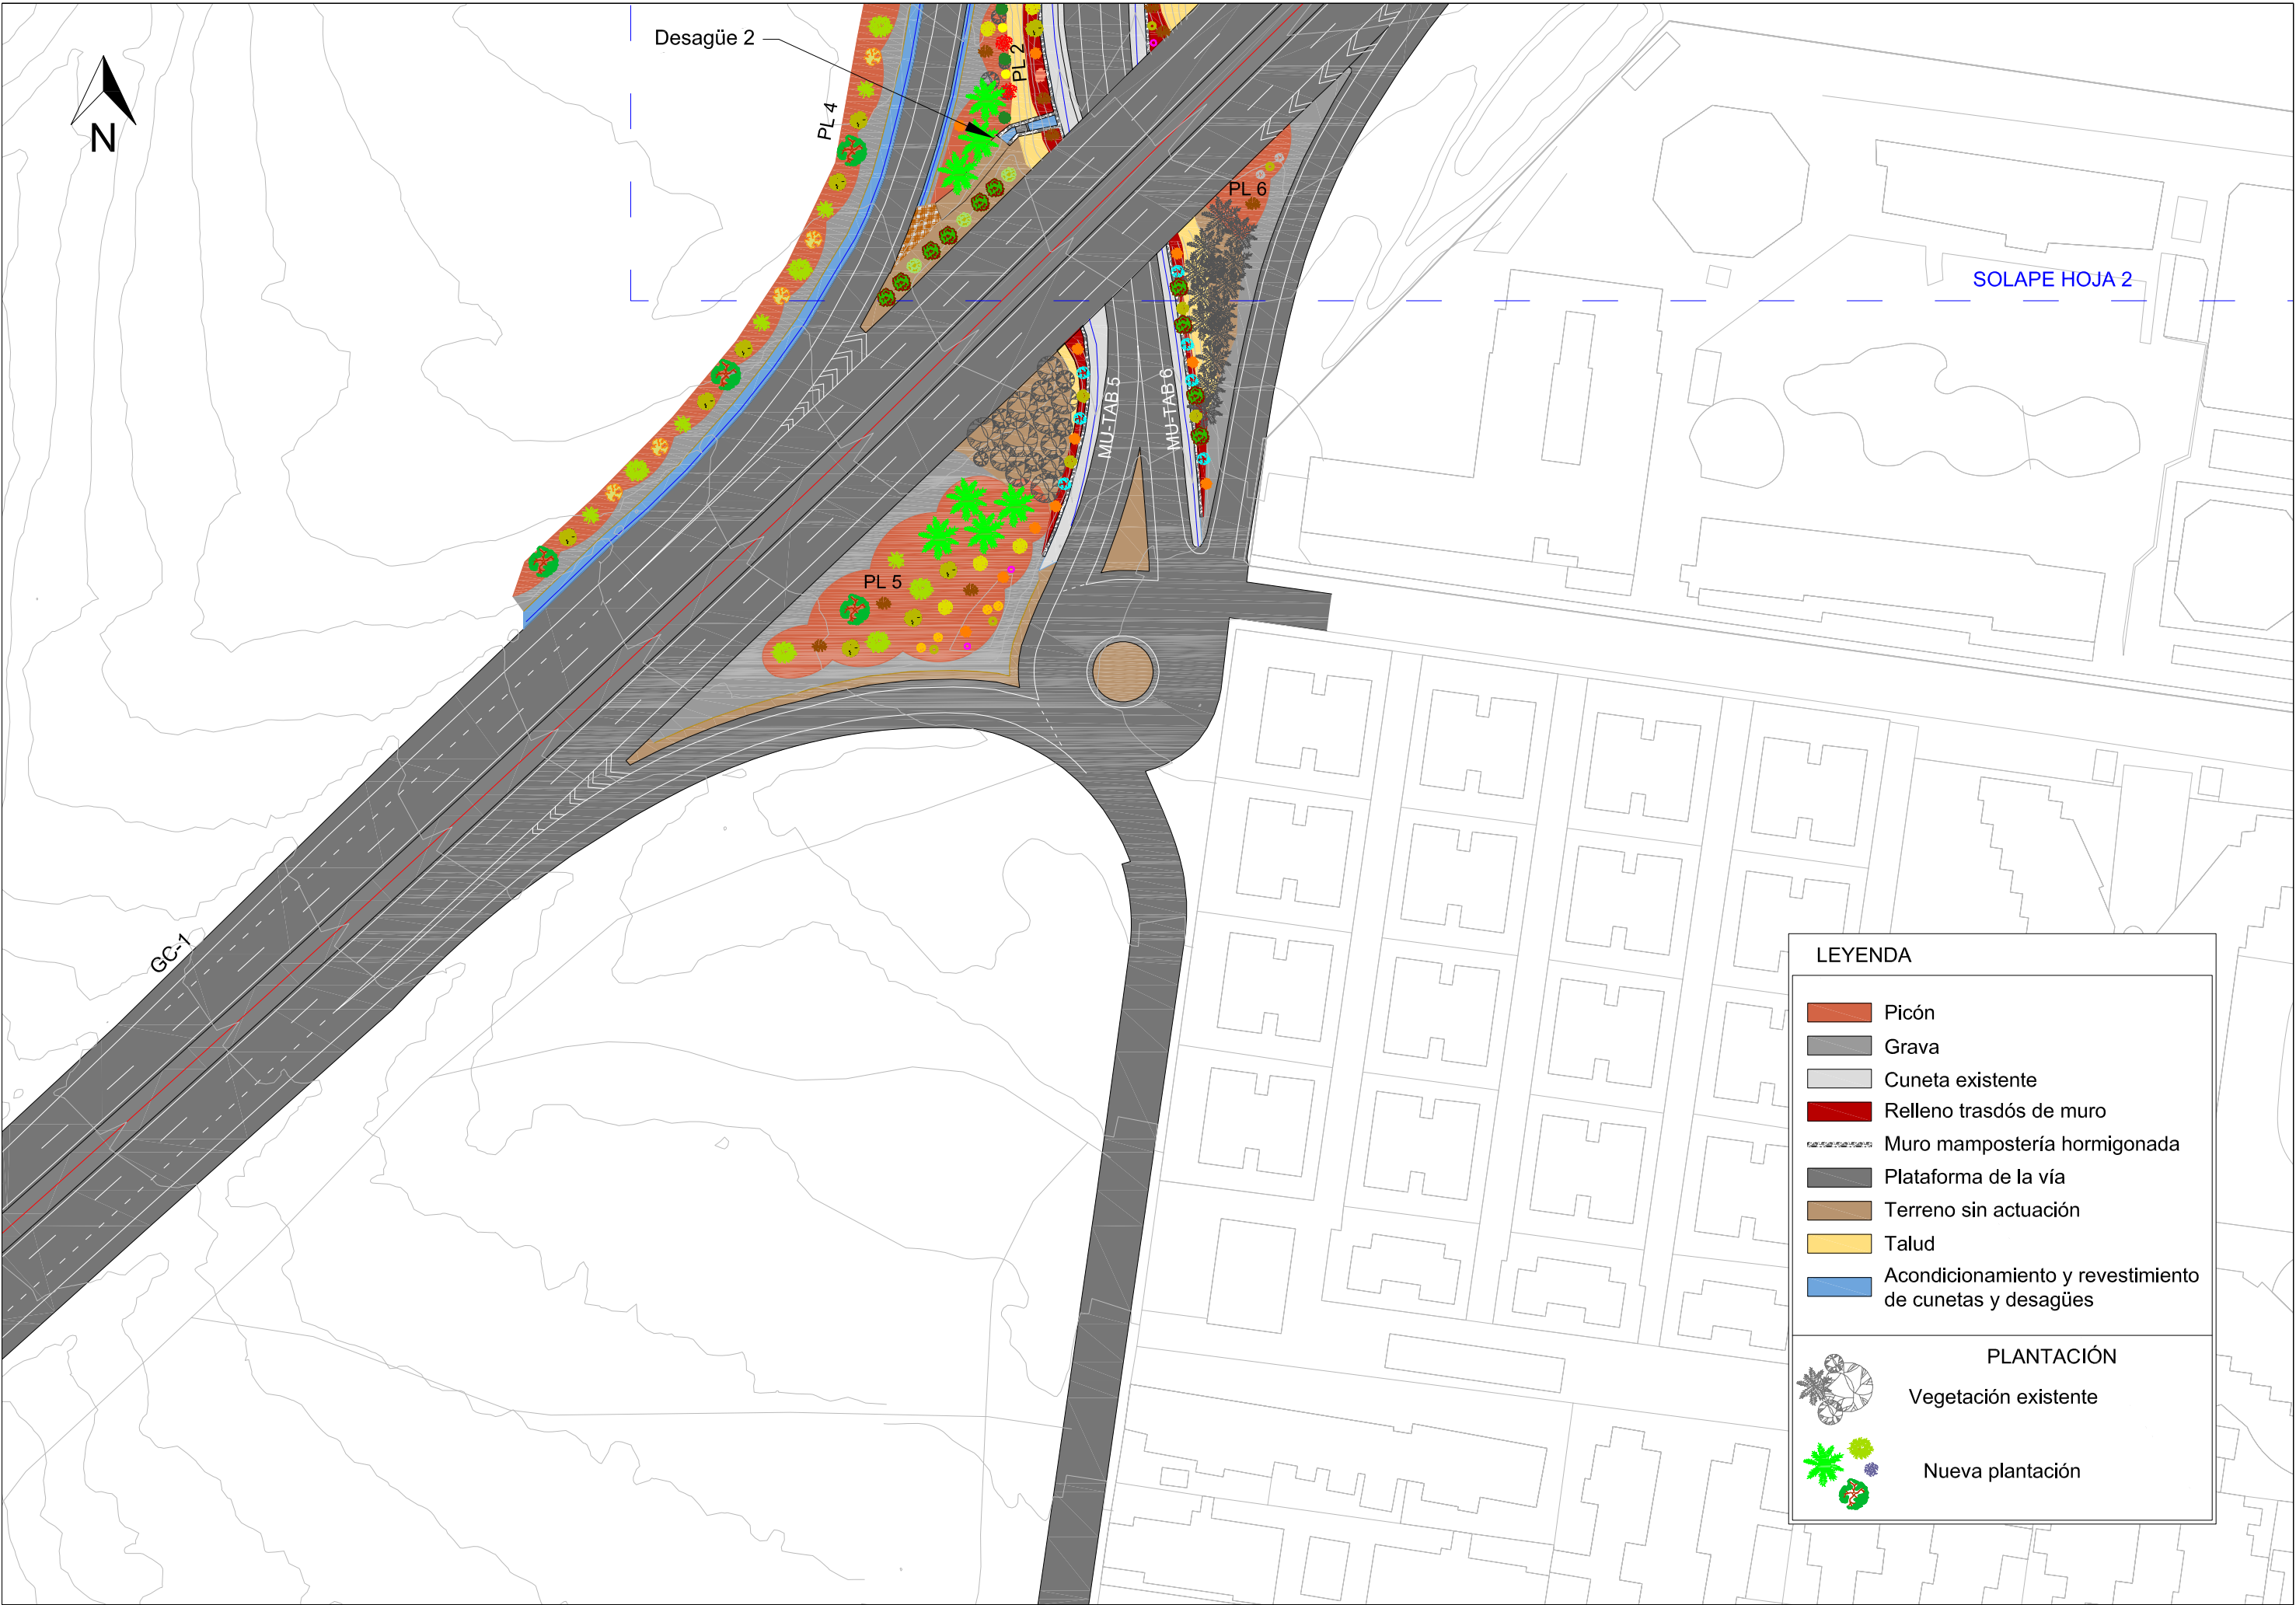 Desagüe 2
PL 2
PL 4
N
PL 6
SOLAPE HOJA 2
MU-TAB 5
MU-TAB 6
PL 5
GC-1
LEYENDA
Picón
Grava
Cuneta existente
Relleno trasdós de muro
Muro mampostería hormigonada
Plataforma de la vía
Terreno sin actuación
Talud
Acondicionamiento y revestimiento
de cunetas y desagües
PLANTACIÓN
Vegetación existente
Nueva plantación